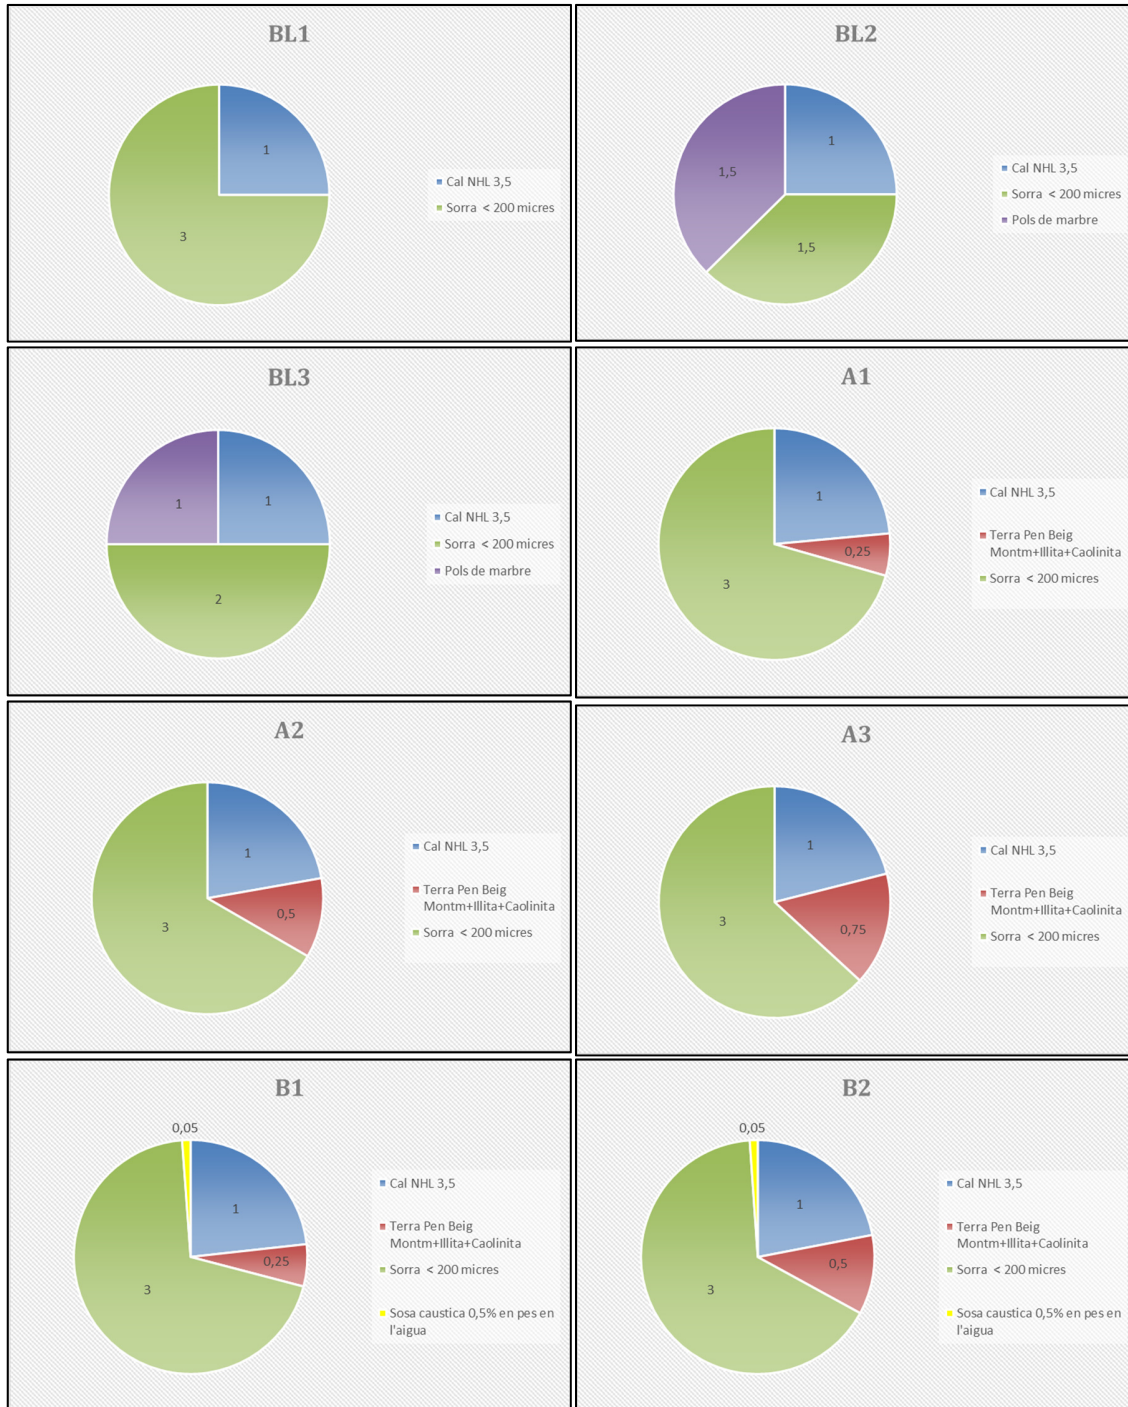 BL1
1
3
Cal NHL 3,5
Sorra < 200 micres
BL2
1
1,5
1,5
Cal NHL 3,5
Sorra < 200 micres
Pols de marbre
BL3
1
1
2
Cal NHL 3,5
Sorra < 200 micres
Pols de marbre
A1
1
0,25
3
Cal NHL 3,5
Terra Pen Beig
Montm+Illita+Caolinita
Sorra < 200 micres
A2
1
0,5
3
Cal NHL 3,5
Terra Pen Beig
Montm+Illita+Caolinita
Sorra < 200 micres
A3
1
0,75
3
Cal NHL 3,5
Terra Pen Beig
Montm+Illita+Caolinita
Sorra < 200 micres
B1
0,05
1
0,25
3
Cal NHL 3,5
Terra Pen Beig
Montm+Illita+Caolinita
Sorra < 200 micres
Sosa caustica 0,5% en pes en
l'aigua
B2
0,05
1
0,5
3
Cal NHL 3,5
Terra Pen Beig
Montm+Illita+Caolinita
Sorra < 200 micres
Sosa caustica 0,5% en pes en
l'aigua